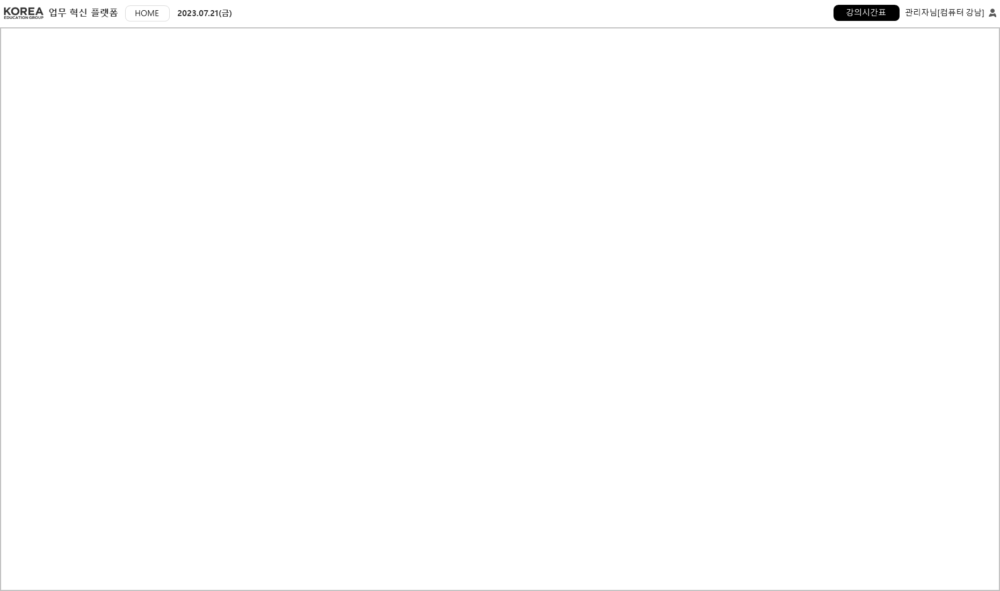 KOREA
EDUCATION GROUP
업무 혁신 플랫폼
HOME
2023.07.21(금)
강의시간표
관리자님[컴퓨터 강남]